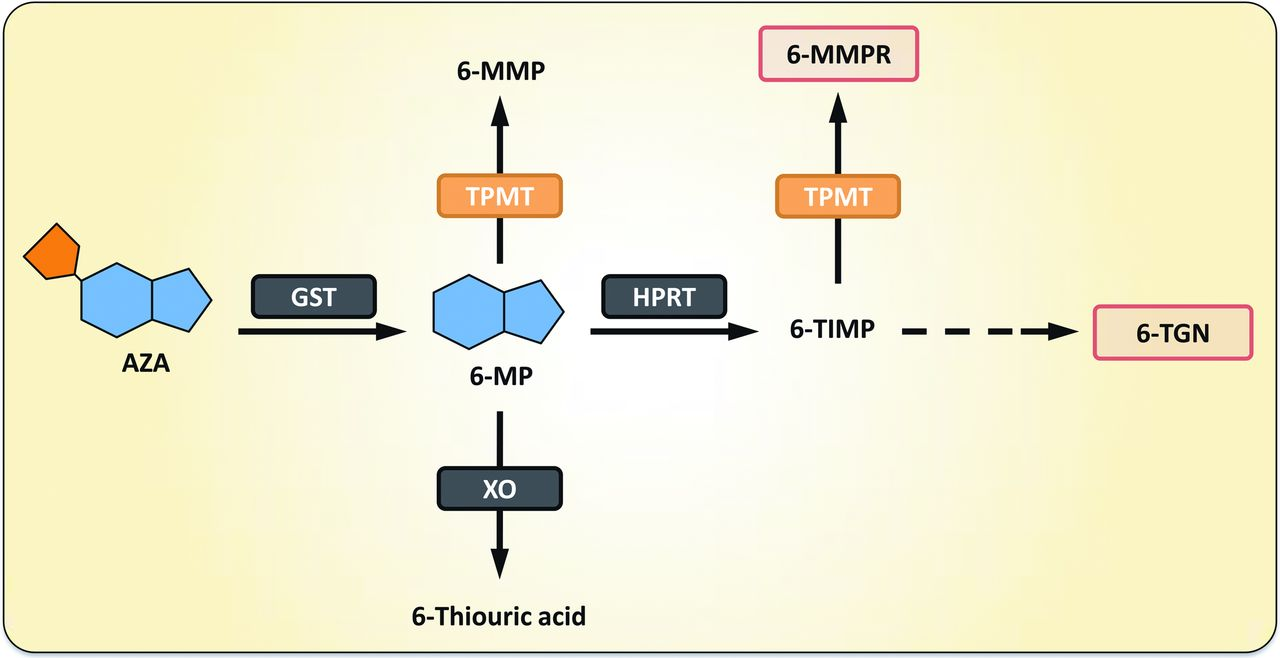 6-MMP
6-MMPR
TPMT
TPMT
GST
HPRT
AZA
6-MP
6-TIMP
6-TGN
XO
6-Thiouric acid